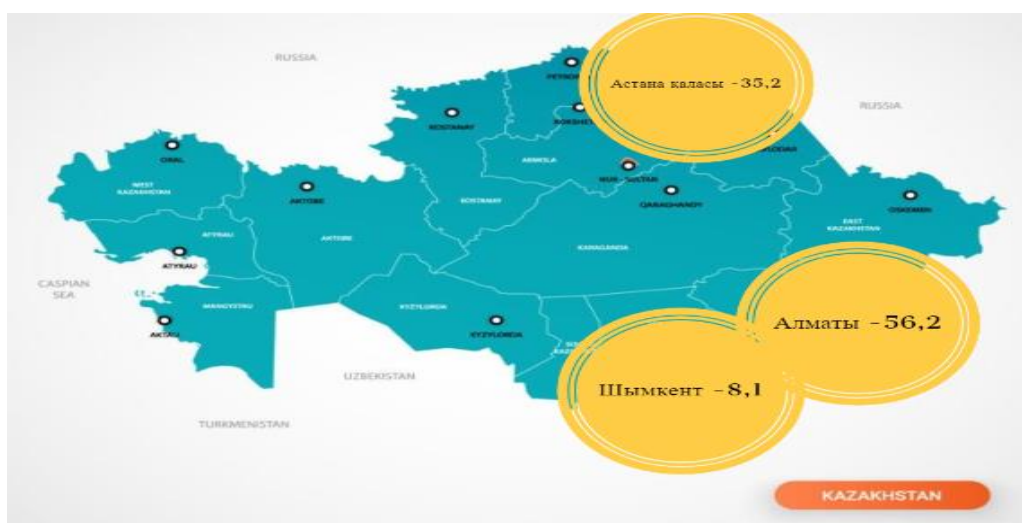 RUSSIA
Астана қаласы -35,2
RUSSIA
KOSTANAY
ORAL
AKMOLA
NUR - SULTAN
WEST
KAZAKHSTAN
AKTOBE
KOSTANAY
QARAGHANDY
OSKEMEN
EAST
KAZAKHSTAN
ATYRAU
AKTOBE
KARAGANDA
ATYRAU
CASPIAN
SEA
MANGYSTAU
KYZYLORDA
AKTAU
KYZYLORDA
Алматы -56,2
UZBEKISTAN
Шымкент -8,1
TURKMENISTAN
KAZAKHSTAN